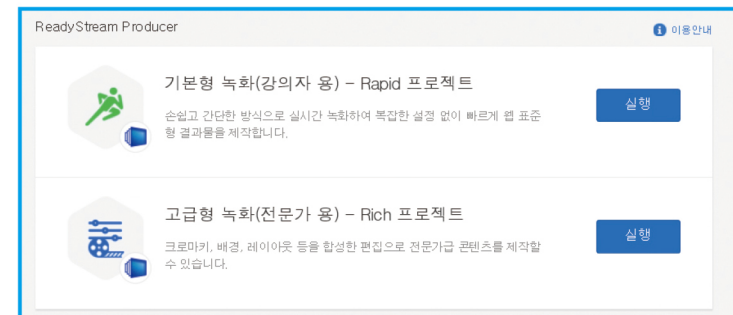 ReadyStream Producer
이용안내
기본형 녹화(강의자 용) - Rapid 프로젝트
손쉽고 간단한 방식으로 실시간 녹화하여 복잡한 설정 없이 빠르게 웹 표준
형 결과물을 제작합니다.
실행
고급형 녹화(전문가 용) - Rich 프로젝트
크로마키, 배경, 레이아웃 등을 합성한 편집으로 전문가급 콘텐츠를 제작할
수 있습니다.
실행